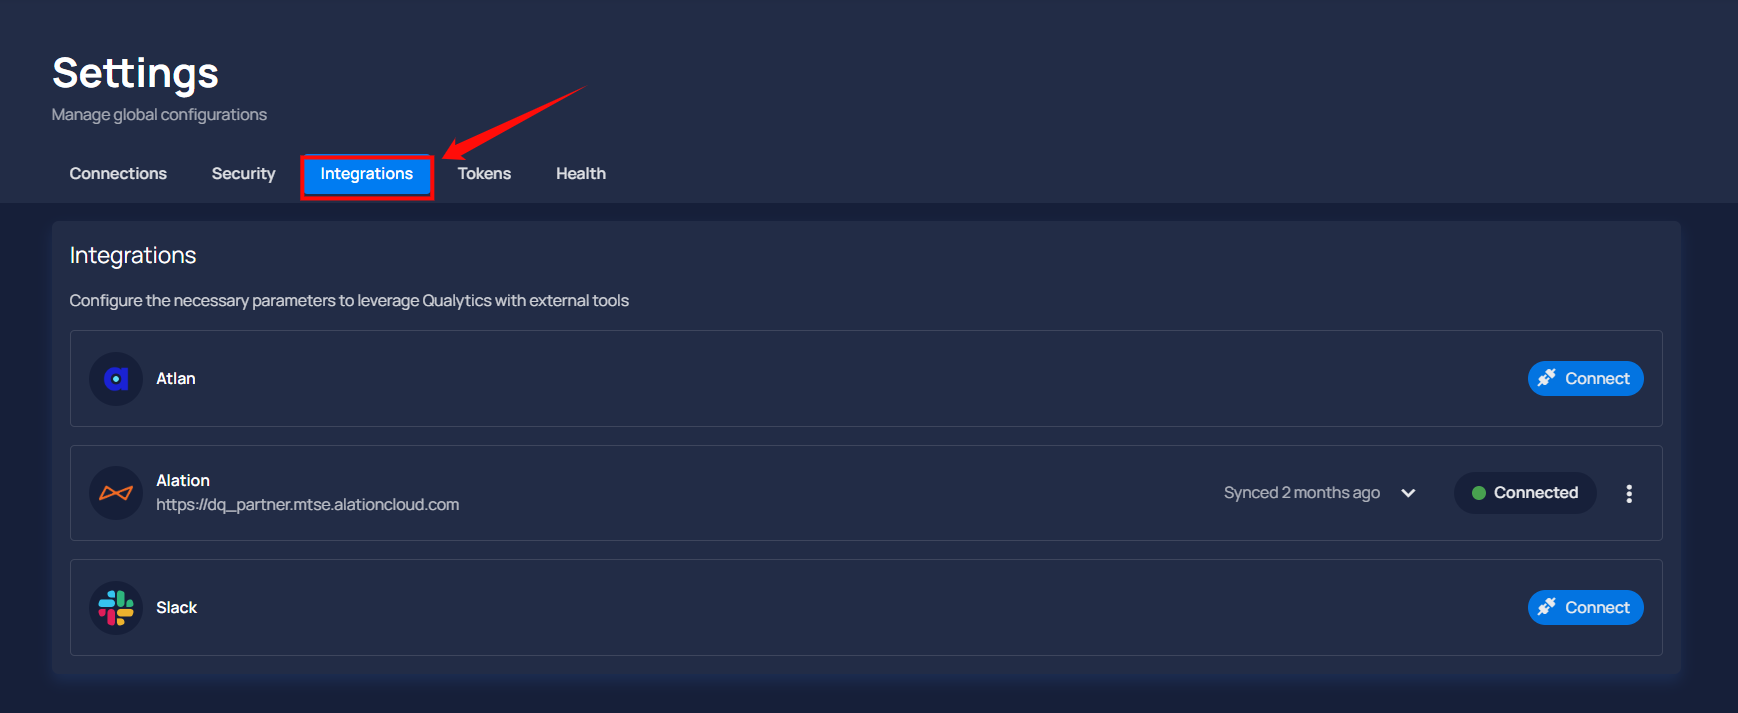 Settings
Manage global configurations
Connections Security Integrations Tokens Health
Integrations
Configure the necessary parameters to leverage Qualytics with external tools
Atlan Connect
Alation
https://dq_partner.mtse.alationcloud.com
Synced 2 months ago Connected
Slack Connect